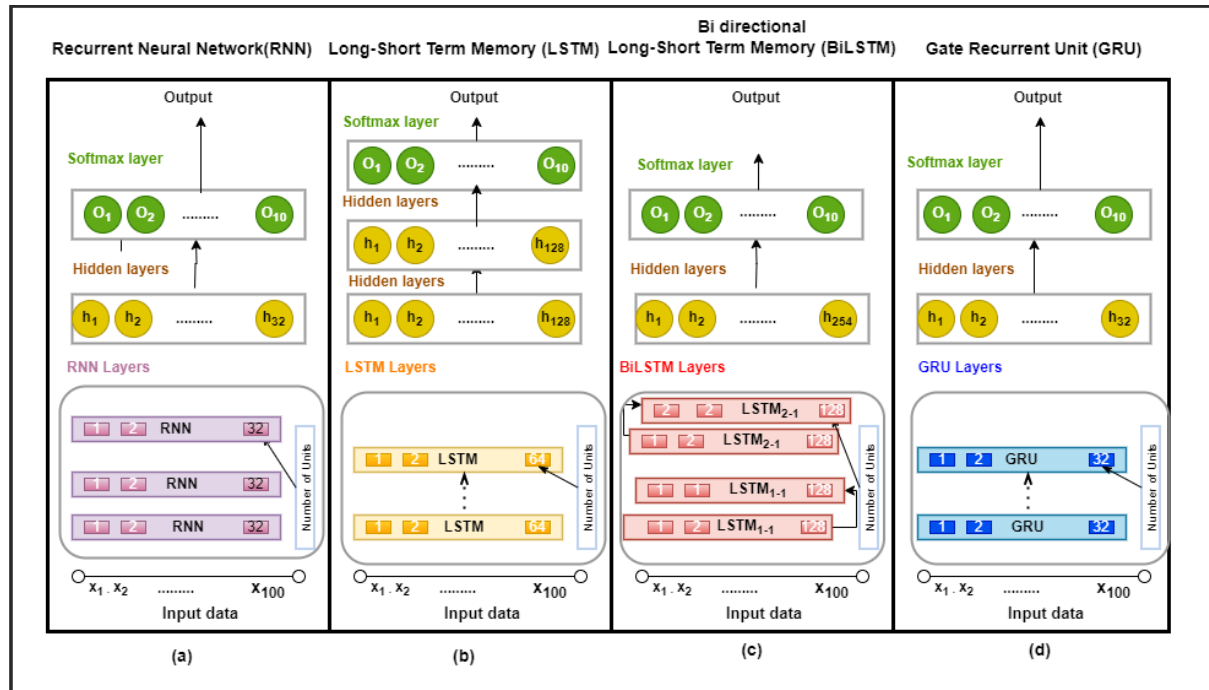 Recurrent Neural Network(RNN)
Long-Short Term Memory (LSTM)
Bi directional
Long-Short Term Memory (BiLSTM)
Gate Recurrent Unit (GRU)
Output
Softmax layer
O1 O2 ......... O10
Hidden layers
h1 h2 ......... h32
RNN Layers
1 2 RNN 32
1 2 RNN 32
1 2 RNN 32
Number of Units
x1 . x2 ......... x100
Input data
(a)
Output
Softmax layer
O1 O2 ......... O10
Hidden layers
h1 h2 ......... h128
Hidden layers
h1 h2 ......... h128
LSTM Layers
1 2 LSTM 64
1 2 LSTM 64
Number of Units
x1 . x2 ......... x100
Input data
(b)
Output
Softmax layer
O1 O2 ......... O10
Hidden layers
h1 h2 ......... h254
BiLSTM Layers
2 2 LSTM2-1 128
1 2 LSTM2-1 128
1 1 LSTM1-1 128
1 2 LSTM1-1 128
Number of Units
x1 . x2 ......... x100
Input data
(c)
Output
Softmax layer
O1 O2 ......... O10
Hidden layers
h1 h2 ......... h32
GRU Layers
1 2 GRU 32
1 2 GRU 32
Number of Units
x1 . x2 ......... x100
Input data
(d)